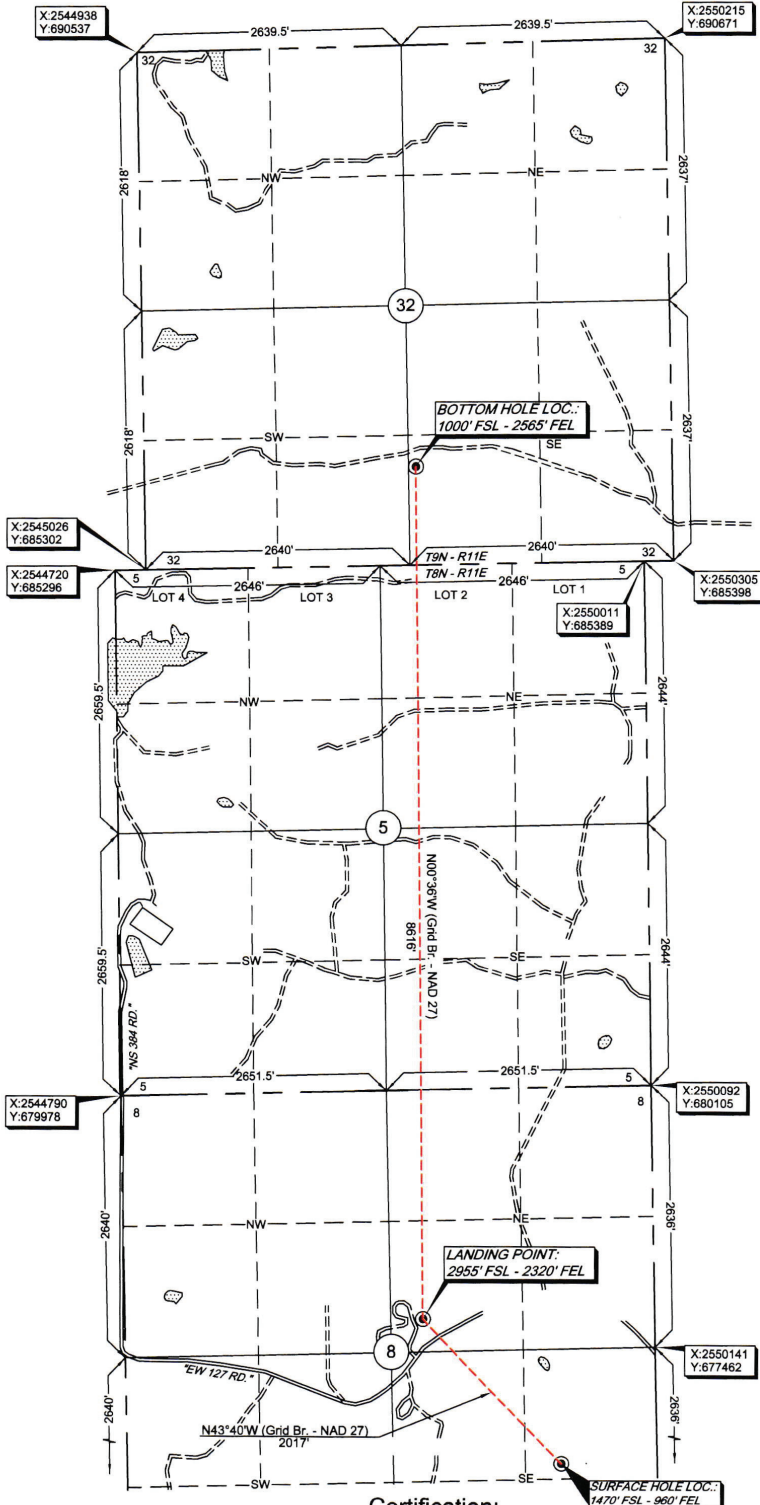 X:2544938
Y:690537
2639.5'
X:2550215
Y:690671
32
32
2618'
NW
NE
2637'
32
BOTTOM HOLE LOC.:
1000' FSL - 2565' FEL
2618'
SW
SE
2637'
X:2545026
Y:685302
32
2640'
T9N - R11E
2640'
32
X:2544720
Y:685296
5
2646'
T8N - R11E
2646'
5
X:2550305
Y:685398
LOT 4
LOT 3
LOT 2
LOT 1
X:2550011
Y:685389
2659.5'
NW
NE
2644'
5
N00°36'W (Grid Br. - NAD 27)
8616'
2659.5'
SW
SE
2644'
"NS 384 RD."
5
2651.5'
2651.5'
5
X:2544790
Y:679978
8
8
X:2550092
Y:680105
2640'
NW
NE
2636'
LANDING POINT:
2955' FSL - 2320' FEL
8
X:2550141
Y:677462
"EW 127 RD."
2640'
N43°40'W (Grid Br. - NAD 27)
2017'
2636'
SW
SE
SURFACE HOLE LOC.:
1470' FSL - 960' FEL
Certification: